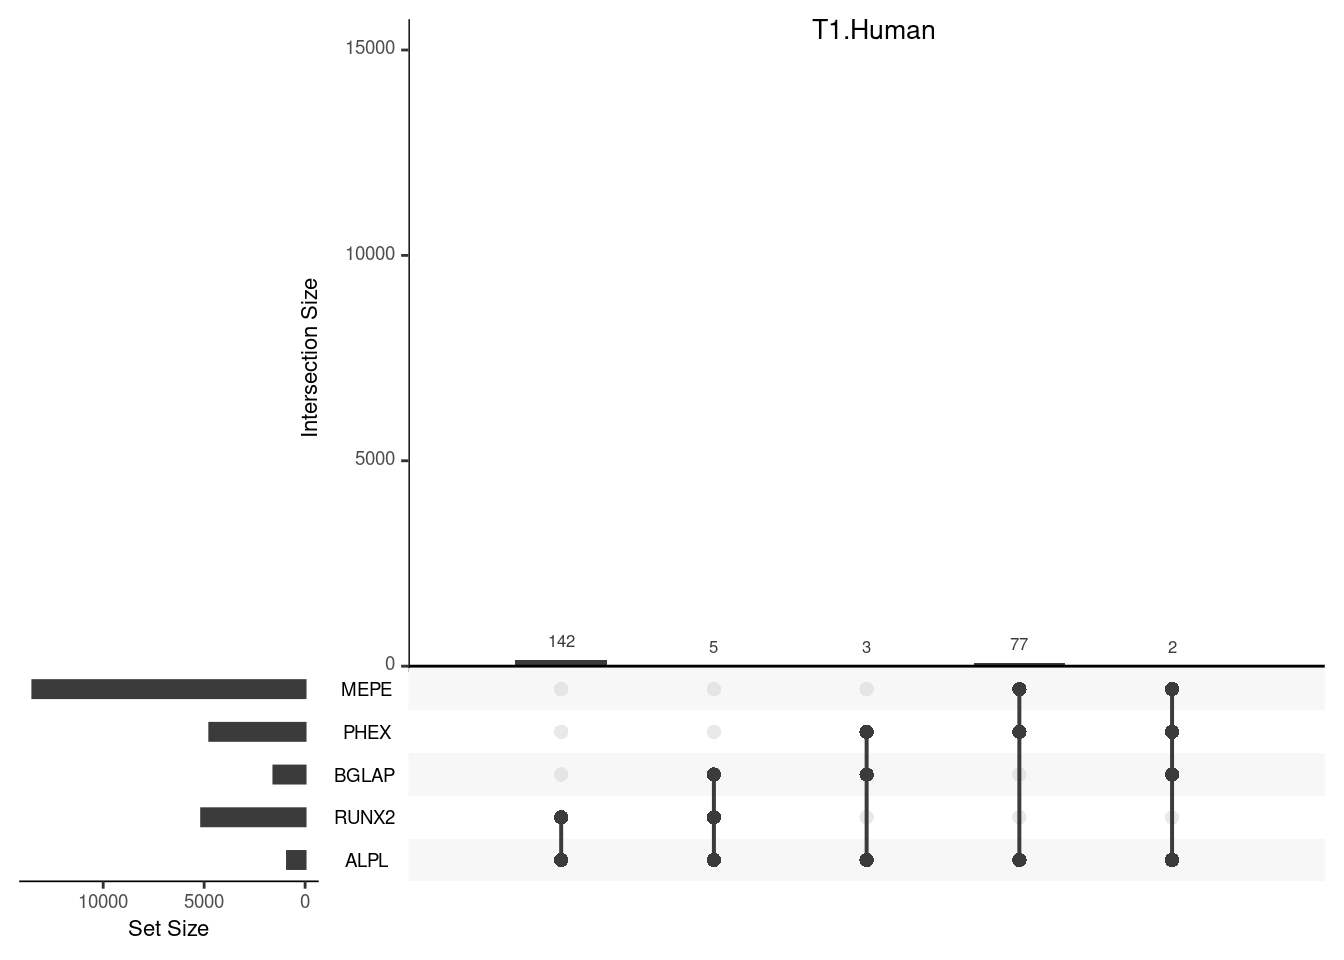 T1.Human
15000
10000
5000
0
Intersection Size
142
5
3
77
2
MEPE
PHEX
BGLAP
RUNX2
ALPL
10000
5000
0
Set Size